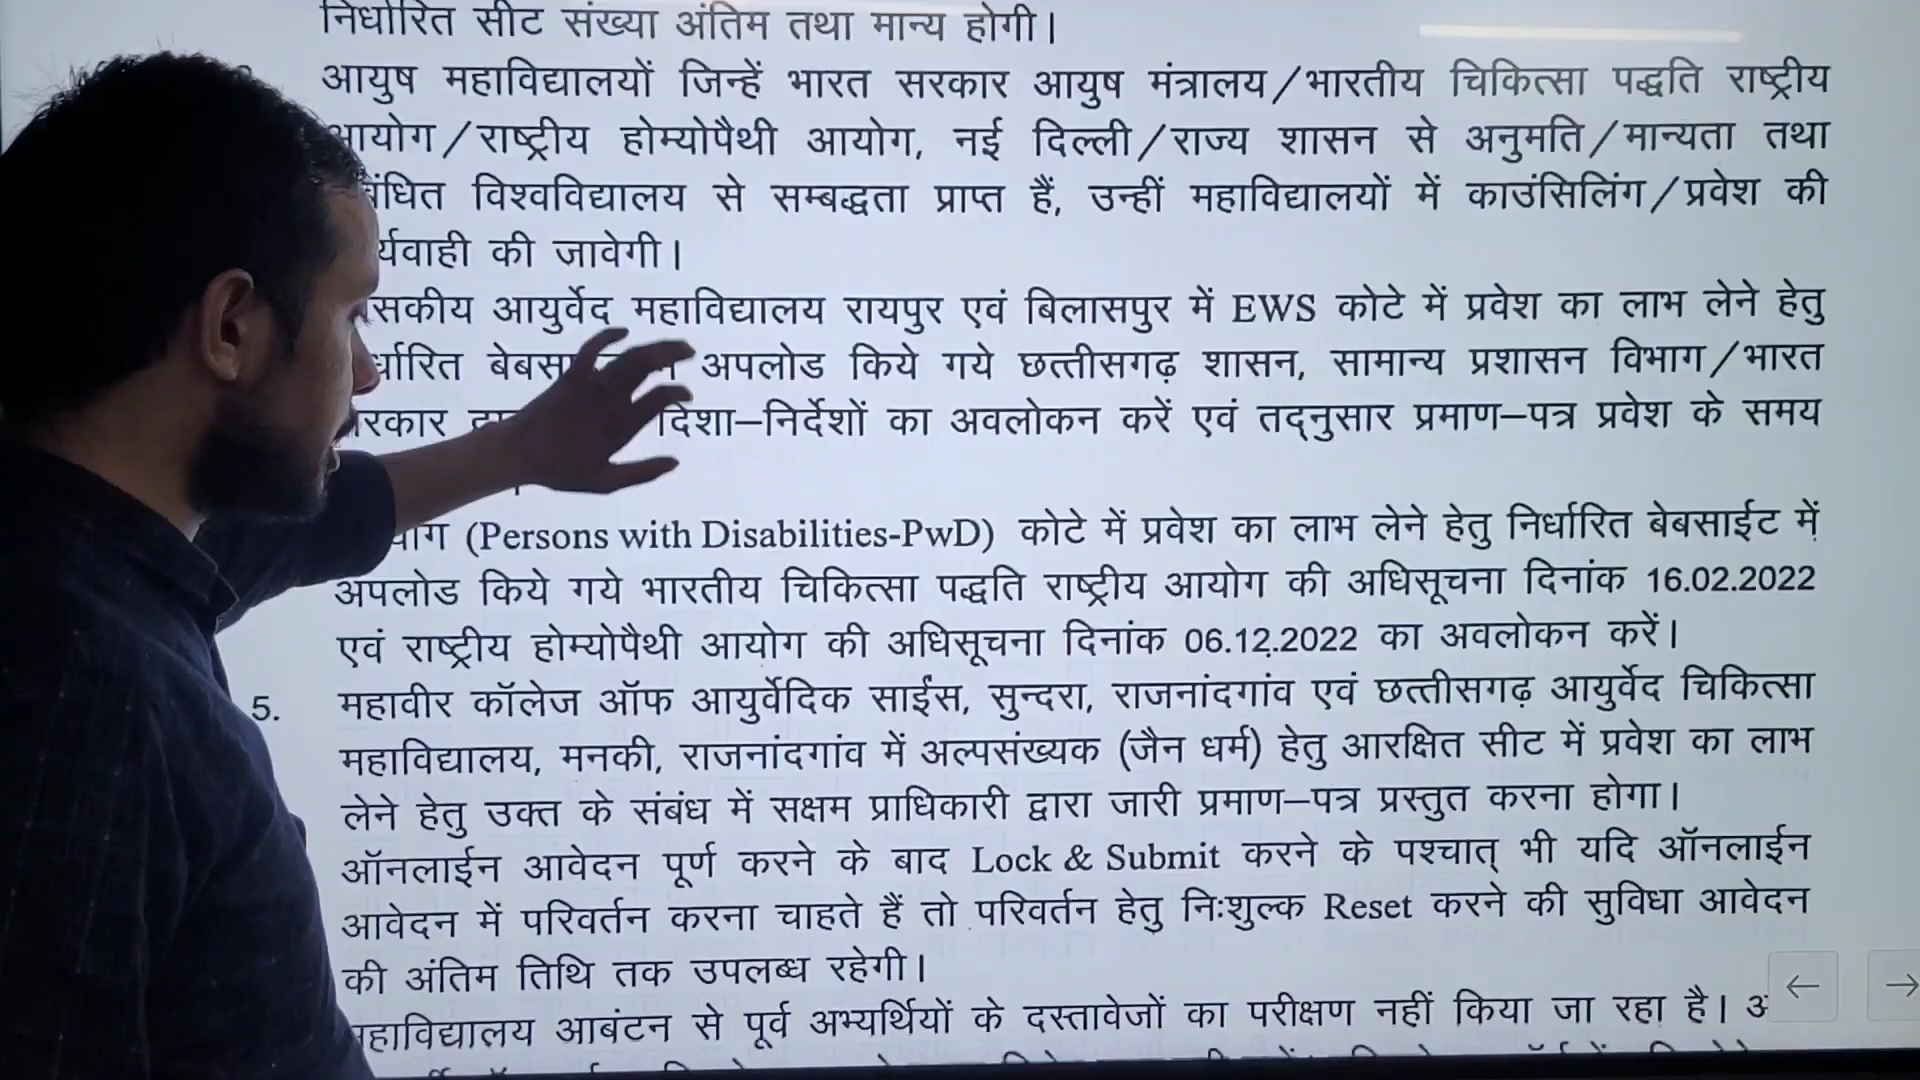 निर्धारित सीट संख्या अंतिम तथा मान्य होगी।
आयुष महाविद्यालयों जिन्हें भारत सरकार आयुष मंत्रालय/भारतीय चिकित्सा पद्धति राष्ट्रीय
आयोग/राष्ट्रीय होम्योपैथी आयोग, नई दिल्ली/राज्य शासन से अनुमति/मान्यता तथा
विश्वविद्यालय से सम्बद्धता प्राप्त हैं, उन्हीं महाविद्यालयों में काउंसिलिंग/प्रवेश की
की जावेगी।
आयुर्वेद महाविद्यालय रायपुर एवं बिलासपुर में EWS कोटे में प्रवेश का लाभ लेने हेतु
अपलोड किये गये छत्तीसगढ़ शासन, सामान्य प्रशासन विभाग/भारत
दिशा–निर्देशों का अवलोकन करें एवं तद्नुसार प्रमाण–पत्र प्रवेश के समय
(Persons with Disabilities-PwD) कोटे में प्रवेश का लाभ लेने हेतु निर्धारित बेबसाईट में
अपलोड किये गये भारतीय चिकित्सा पद्धति राष्ट्रीय आयोग की अधिसूचना दिनांक 16.02.2022
एवं राष्ट्रीय होम्योपैथी आयोग की अधिसूचना दिनांक 06.12.2022 का अवलोकन करें।
5. महावीर कॉलेज ऑफ आयुर्वेदिक साईंस, सुन्दरा, राजनांदगांव एवं छत्तीसगढ़ आयुर्वेद चिकित्सा
महाविद्यालय, मनकी, राजनांदगांव में अल्पसंख्यक (जैन धर्म) हेतु आरक्षित सीट में प्रवेश का लाभ
लेने हेतु उक्त के संबंध में सक्षम प्राधिकारी द्वारा जारी प्रमाण–पत्र प्रस्तुत करना होगा।
ऑनलाईन आवेदन पूर्ण करने के बाद Lock & Submit करने के पश्चात् भी यदि ऑनलाईन
आवेदन में परिवर्तन करना चाहते हैं तो परिवर्तन हेतु निःशुल्क Reset करने की सुविधा आवेदन
की अंतिम तिथि तक उपलब्ध रहेगी।
महाविद्यालय आबंटन से पूर्व अभ्यर्थियों के दस्तावेजों का परीक्षण नहीं किया जा रहा है।